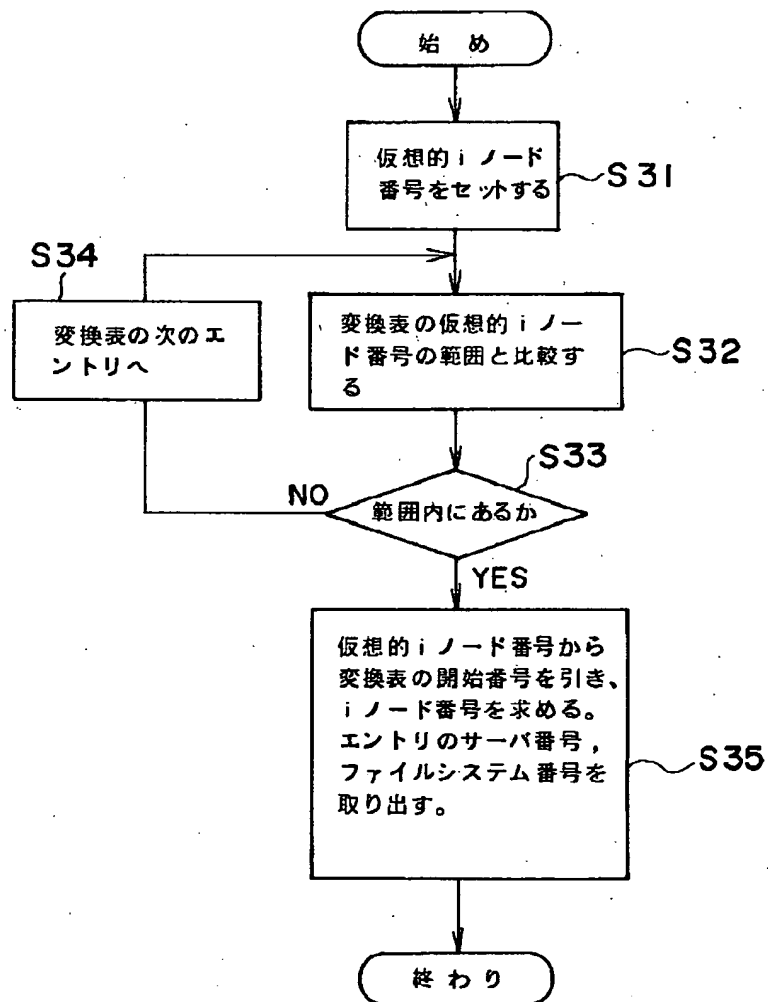 始め
仮想的iノード
番号をセットする
S31
S34
変換表の次のエ
ントリへ
変換表の仮想的iノー
ド番号の範囲と比較す
る
S32
S33
NO
範囲内にあるか
YES
仮想的iノード番号から
変換表の開始番号を引き、
iノード番号を求める。
エントリのサーバ番号,
ファイルシステム番号を
取り出す。
S35
終わり